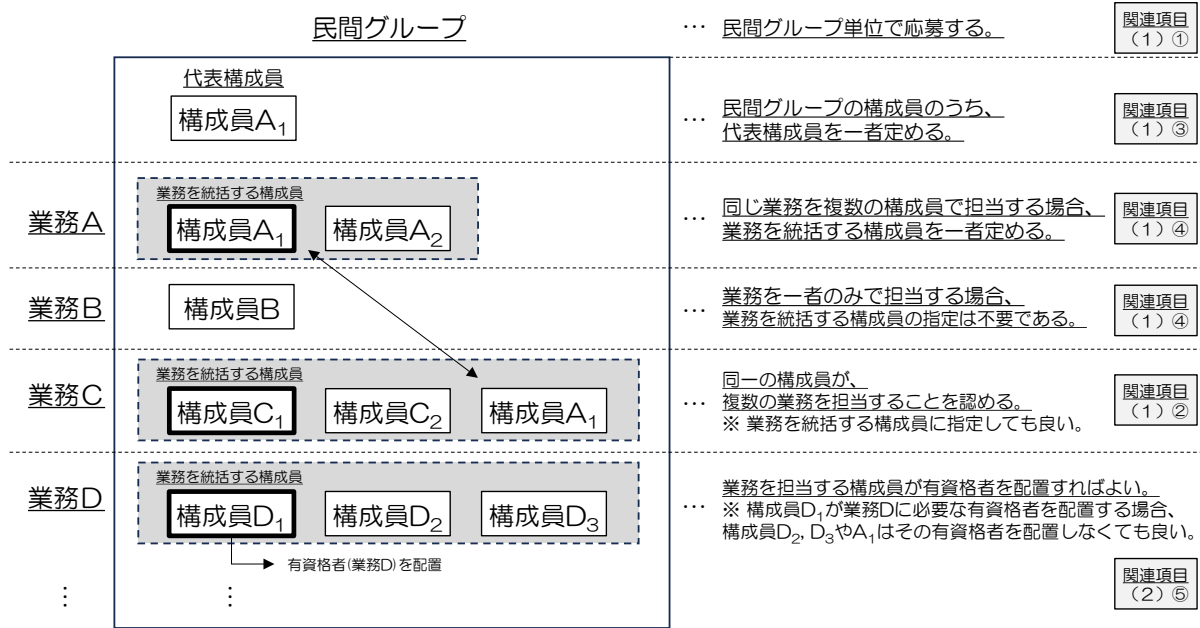 民間グループ
… 民間グループ単位で応募する。
関連項目
(1)①
代表構成員
構成員A₁
… 民間グループの構成員のうち、
代表構成員を一者定める。
関連項目
(1)③
業務A
業務を統括する構成員
構成員A₁
構成員A₂
… 同じ業務を複数の構成員で担当する場合、
業務を統括する構成員を一者定める。
関連項目
(1)④
業務B
構成員B
… 業務を一者のみで担当する場合、
業務を統括する構成員の指定は不要である。
関連項目
(1)④
業務C
業務を統括する構成員
構成員C₁
構成員C₂
構成員A₁
… 同一の構成員が、
複数の業務を担当することを認める。
※ 業務を統括する構成員に指定しても良い。
関連項目
(1)②
業務D
業務を統括する構成員
構成員D₁
構成員D₂
構成員D₃
有資格者(業務D)を配置
… 業務を担当する構成員が有資格者を配置すればよい。
※ 構成員D₁が業務Dに必要な有資格者を配置する場合、
構成員D₂, D₃やA₁はその有資格者を配置しなくても良い。
関連項目
(2)⑤
⋮
⋮